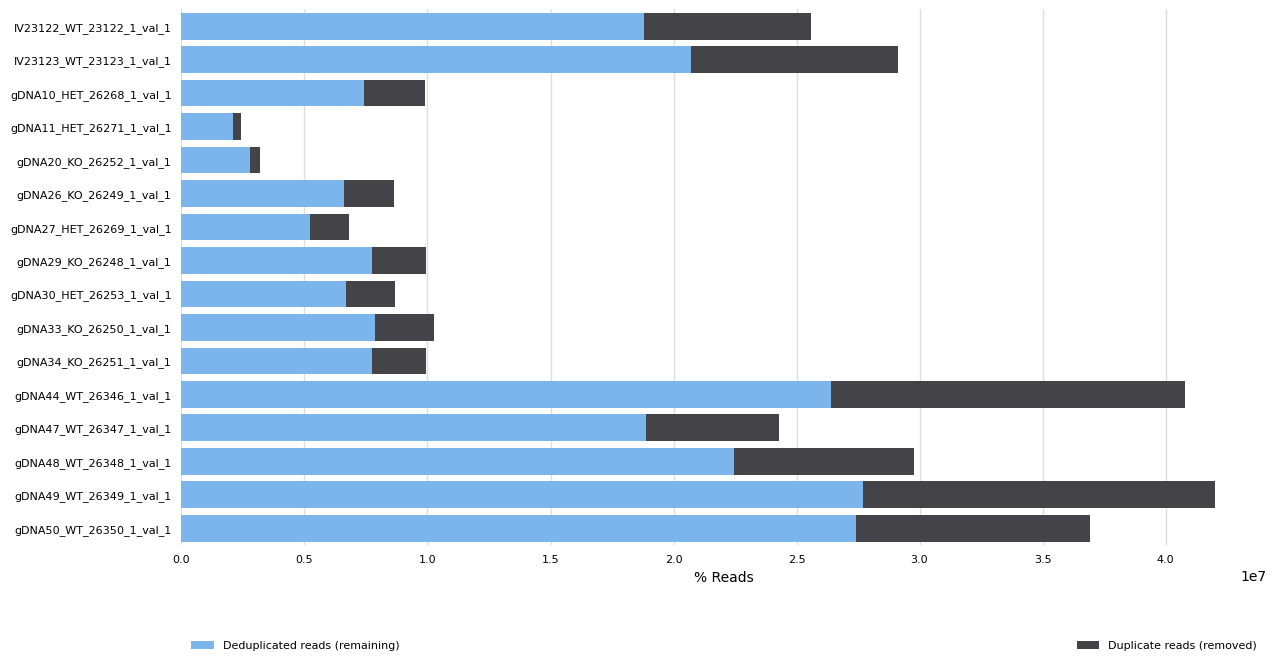 IV23122_WT_23122_1_val_1
IV23123_WT_23123_1_val_1
gDNA10_HET_26268_1_val_1
gDNA11_HET_26271_1_val_1
gDNA20_KO_26252_1_val_1
gDNA26_KO_26249_1_val_1
gDNA27_HET_26269_1_val_1
gDNA29_KO_26248_1_val_1
gDNA30_HET_26253_1_val_1
gDNA33_KO_26250_1_val_1
gDNA34_KO_26251_1_val_1
gDNA44_WT_26346_1_val_1
gDNA47_WT_26347_1_val_1
gDNA48_WT_26348_1_val_1
gDNA49_WT_26349_1_val_1
gDNA50_WT_26350_1_val_1
0.0 0.5 1.0 1.5 2.0 2.5 3.0 3.5 4.0
% Reads
1e7
Deduplicated reads (remaining) Duplicate reads (removed)